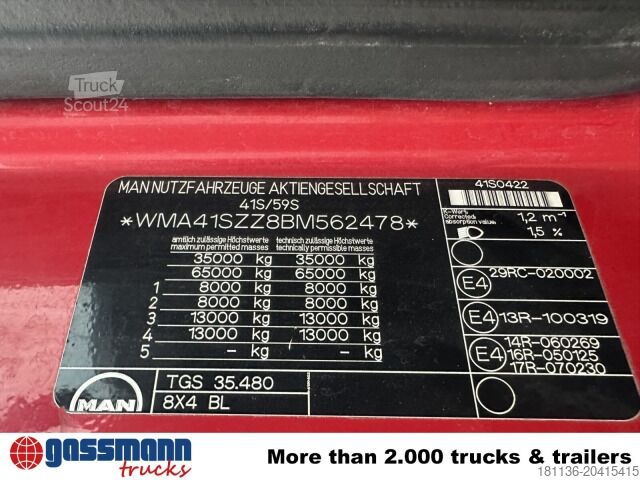 Truck
Scout24
MAN NUTZFAHRZEUGE AKTIENGESELLSCHAFT
41S/59S
*WMA41SZZ8BM562478*
amtlich zulässige Höchstwerte technisch zulässige Höchstwerte
maximum permitted masses technically permissible masses
35000 kg 35000 kg
65000 kg 65000 kg
1 8000 kg 8000 kg
2 8000 kg 8000 kg
3 13000 kg 13000 kg
4 13000 kg 13000 kg
5 – kg – kg
MAN
TGS 35.480
8X4 BL
41S0422
K-Wert
Corrected
absorption value
1,2 m⁻¹
1,5 %
E4 29RC-020002
E4 13R-100319
E4 14R-060269
16R-050125
17R-070230
gassmann
trucks
More than 2.000 trucks & trailers
181136-20415415